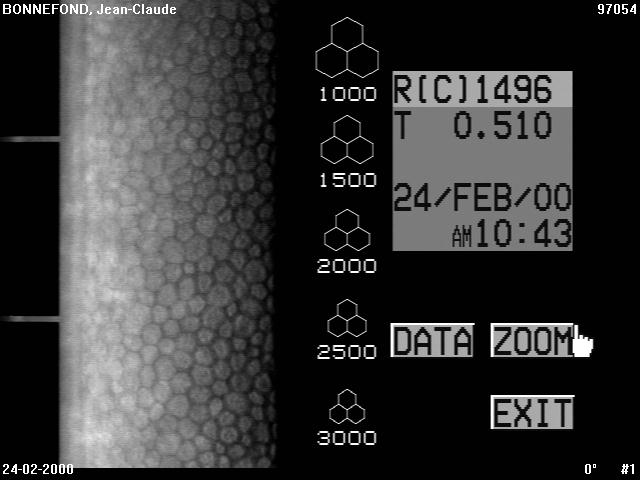 BONNEFOND, Jean-Claude
97054
1000
1500
2000
2500
3000
R[C]1496
T 0.510
24/FEB/00
AM10:43
DATA
ZOOM
EXIT
24-02-2000
0° #1